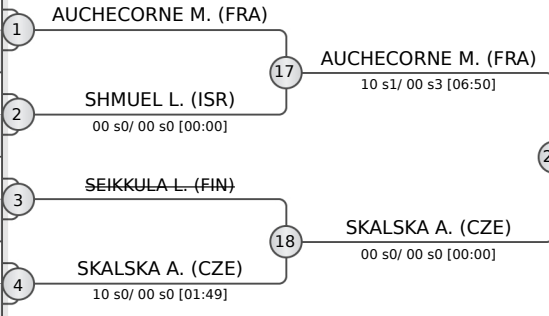 AUCHECORNE M. (FRA)
1
17
AUCHECORNE M. (FRA)
10 s1/ 00 s3 [06:50]
SHMUEL L. (ISR)
2
00 s0/ 00 s0 [00:00]
2
SEIKKULA L. (FIN)
3
18
SKALSKA A. (CZE)
00 s0/ 00 s0 [00:00]
SKALSKA A. (CZE)
4
10 s0/ 00 s0 [01:49]